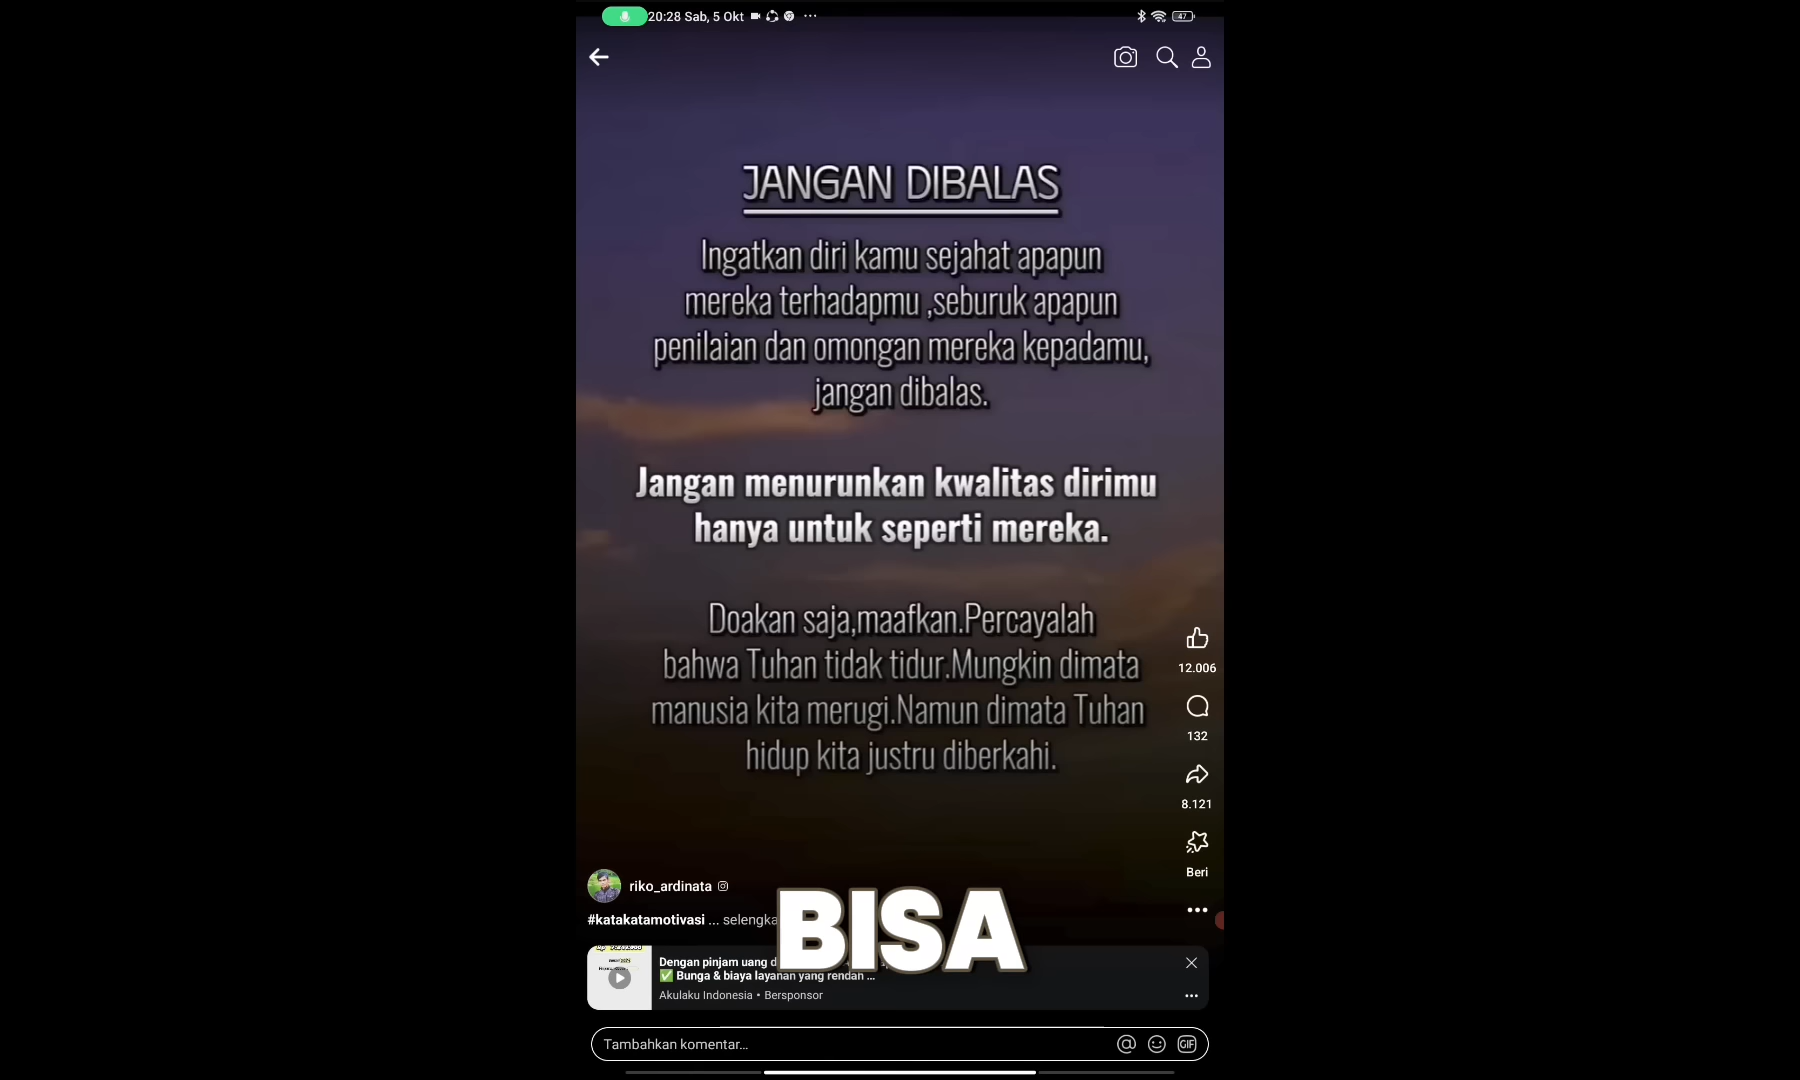 20:28 Sab, 5 Okt
47
JANGAN DIBALAS
Ingatkan diri kamu sejahat apapun
mereka terhadapmu ,seburuk apapun
penilaian dan omongan mereka kepadamu,
jangan dibalas.
Jangan menurunkan kwalitas dirimu
hanya untuk seperti mereka.
Doakan saja,maafkan.Percayalah
bahwa Tuhan tidak tidur.Mungkin dimata
manusia kita merugi.Namun dimata Tuhan
hidup kita justru diberkahi.
12.006
132
8.121
Beri
riko_ardinata
#katakatamotivasi ... selengka
BISA
Dengan pinjam uang d
✅ Bunga & biaya layanan yang rendah ...
Akulaku Indonesia • Bersponsor
Tambahkan komentar...
GIF